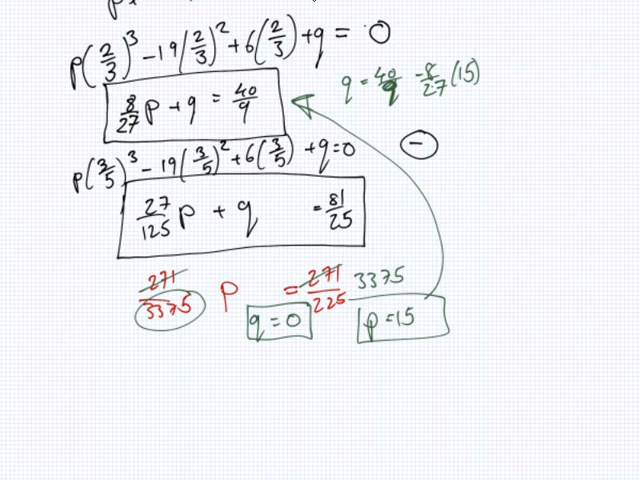 p(2/3)³ − 19(2/3)² + 6(2/3) + q = 0
8/27 p + q = 40/9
q = 40/9 − 8/27 (15)
p(3/5)³ − 19(3/5)² + 6(3/5) + q = 0
−
27/125 p + q = 81/25
271/3375 p = 271/225 3375
q = 0
p = 15